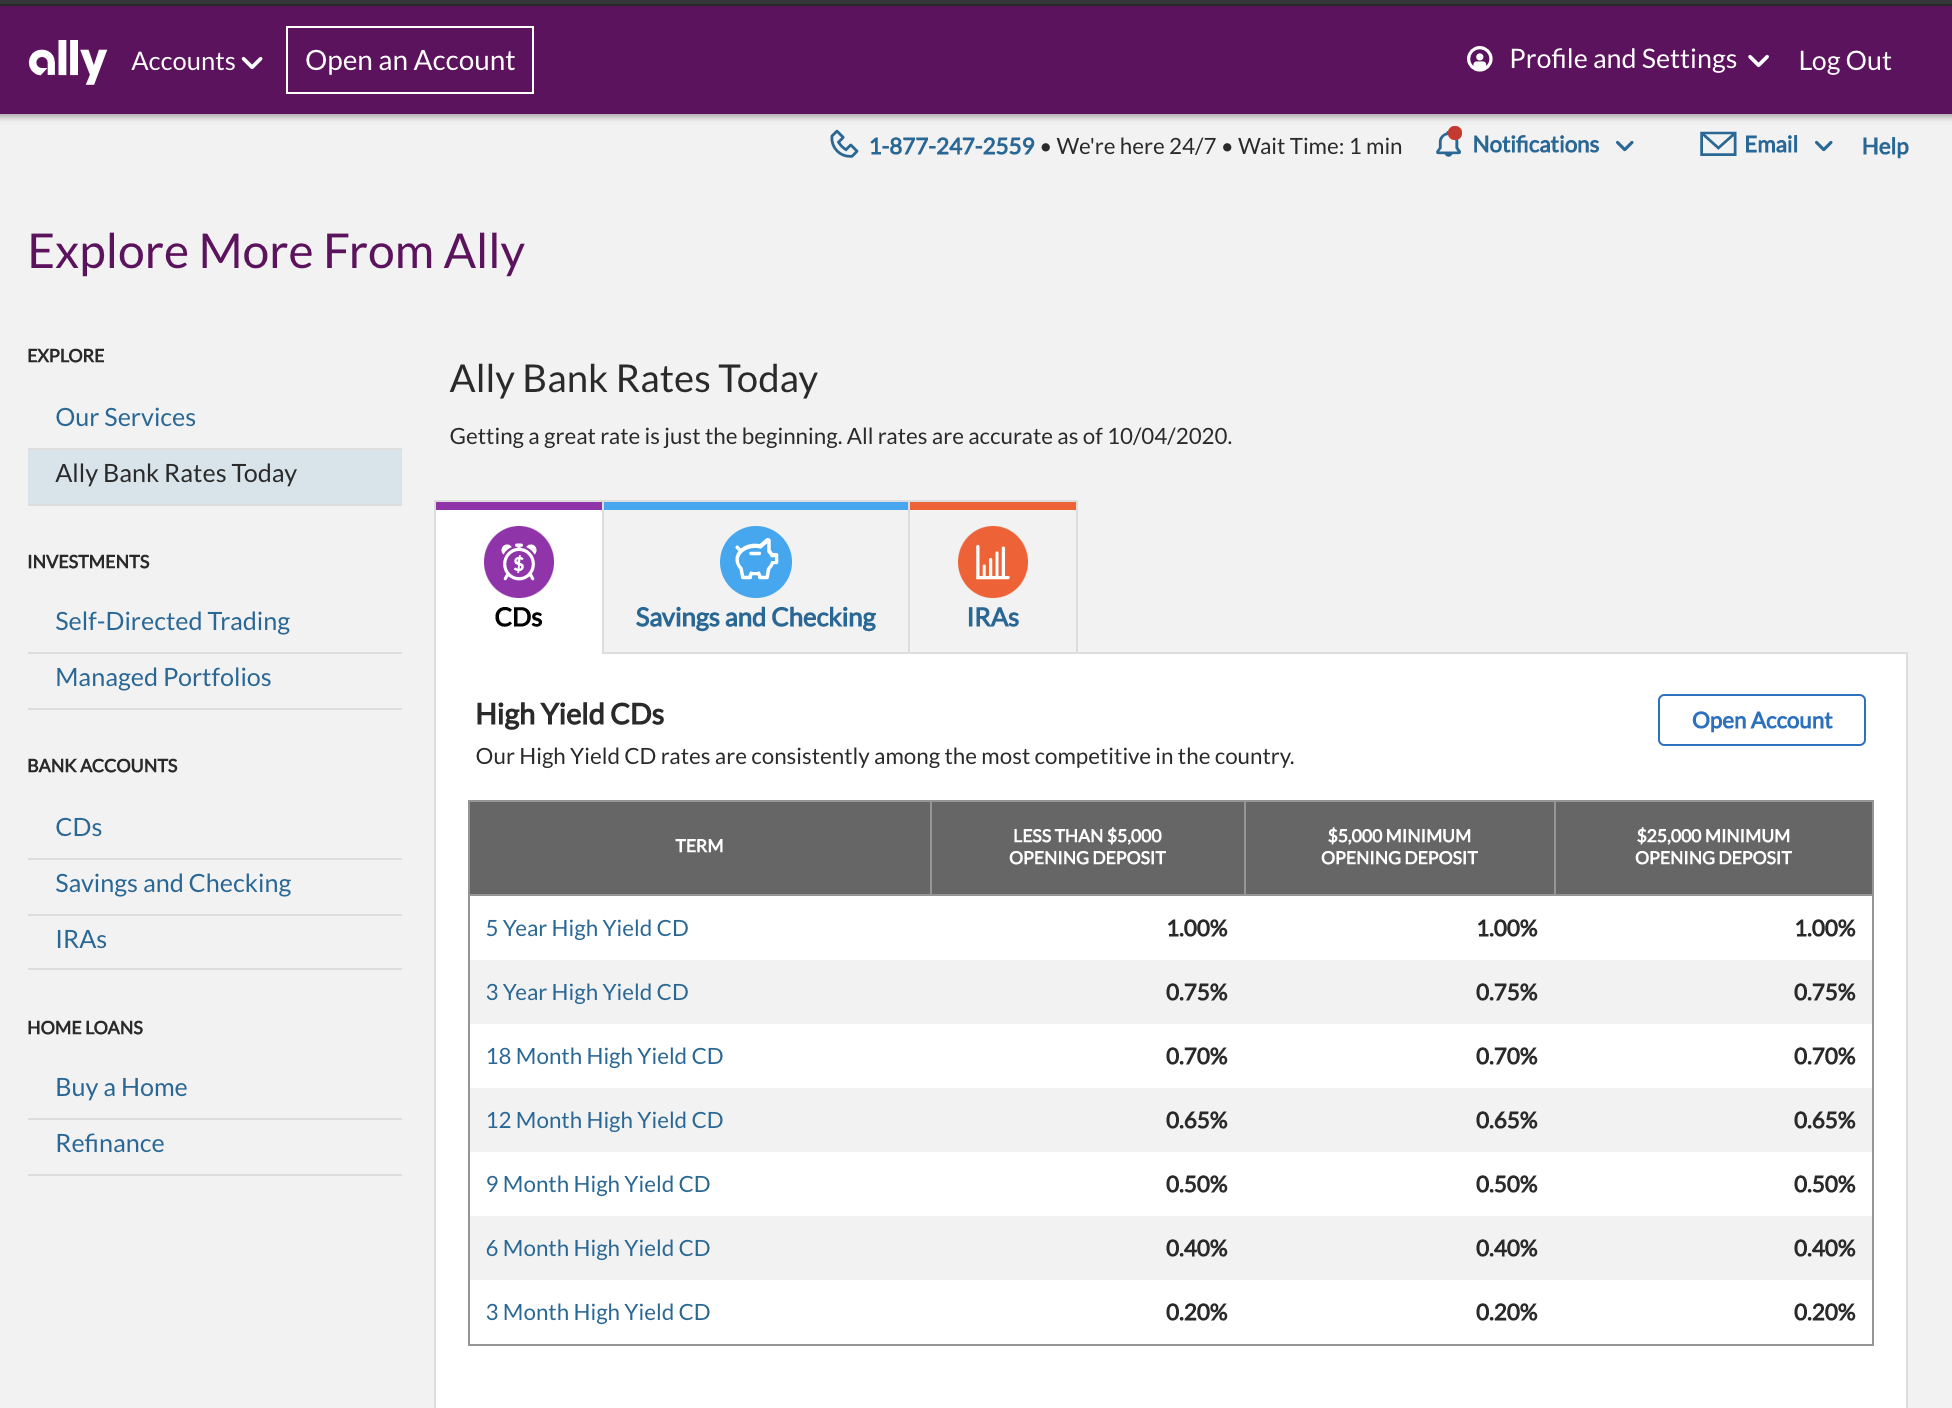 ally Accounts Open an Account Profile and Settings Log Out
1-877-247-2559 • We're here 24/7 • Wait Time: 1 min Notifications Email Help
Explore More From Ally
EXPLORE
Our Services
Ally Bank Rates Today
INVESTMENTS
Self-Directed Trading
Managed Portfolios
BANK ACCOUNTS
CDs
Savings and Checking
IRAs
HOME LOANS
Buy a Home
Refinance
Ally Bank Rates Today
Getting a great rate is just the beginning. All rates are accurate as of 10/04/2020.
$
CDs Savings and Checking IRAs
High Yield CDs
Open Account
Our High Yield CD rates are consistently among the most competitive in the country.
TERM LESS THAN $5,000 OPENING DEPOSIT $5,000 MINIMUM OPENING DEPOSIT $25,000 MINIMUM OPENING DEPOSIT
5 Year High Yield CD 1.00% 1.00% 1.00%
3 Year High Yield CD 0.75% 0.75% 0.75%
18 Month High Yield CD 0.70% 0.70% 0.70%
12 Month High Yield CD 0.65% 0.65% 0.65%
9 Month High Yield CD 0.50% 0.50% 0.50%
6 Month High Yield CD 0.40% 0.40% 0.40%
3 Month High Yield CD 0.20% 0.20% 0.20%